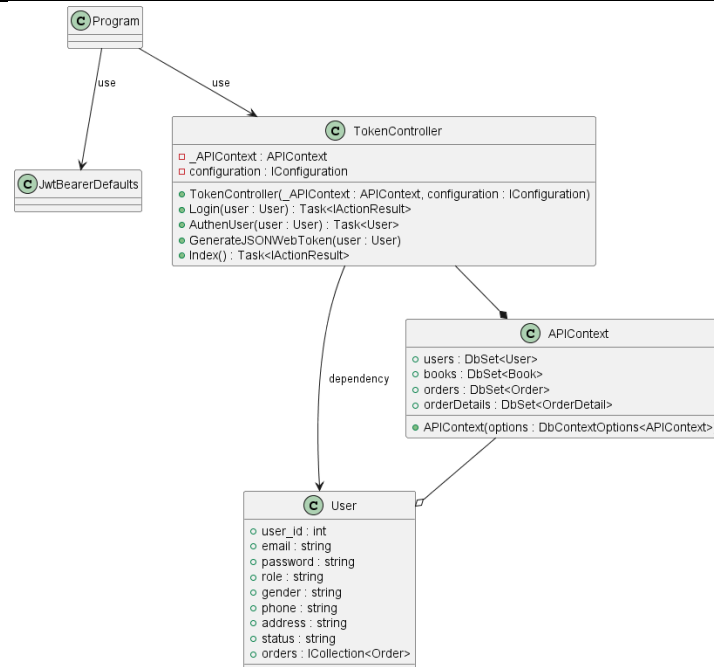 C Program
use
use
C JwtBearerDefaults
C TokenController
_APIContext : APIContext
configuration : IConfiguration
TokenController(_APIContext : APIContext, configuration : IConfiguration)
Login(user : User) : Task<IActionResult>
AuthenUser(user : User) : Task<User>
GenerateJSONWebToken(user : User)
Index() : Task<IActionResult>
dependency
C APIContext
users : DbSet<User>
books : DbSet<Book>
orders : DbSet<Order>
orderDetails : DbSet<OrderDetail>
APIContext(options : DbContextOptions<APIContext>
C User
user_id : int
email : string
password : string
role : string
gender : string
phone : string
address : string
status : string
orders : ICollection<Order>